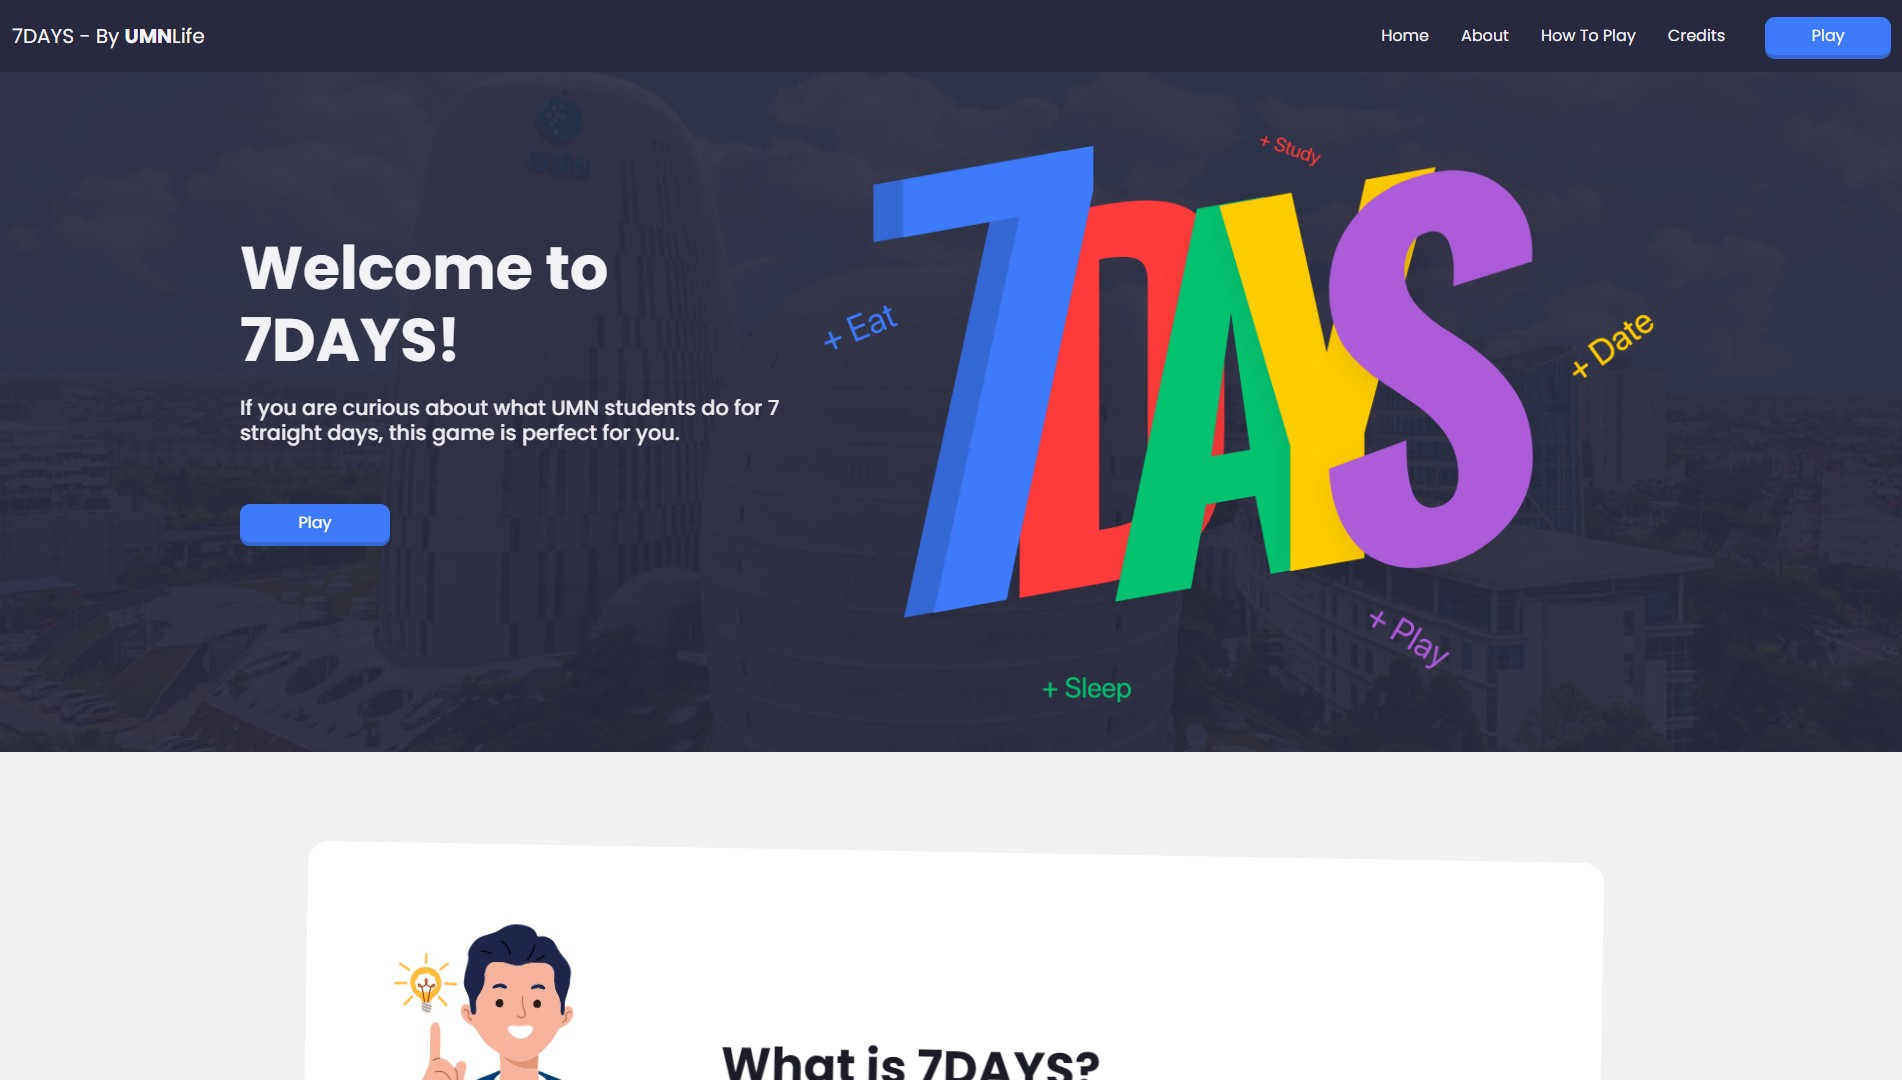 7DAYS - By UMNLife
Home
About
How To Play
Credits
Play
Welcome to
7DAYS!
If you are curious about what UMN students do for 7
straight days, this game is perfect for you.
Play
7DAYS
+ Study
+ Eat
+ Date
+ Play
+ Sleep
UMN
What is 7DAYS?